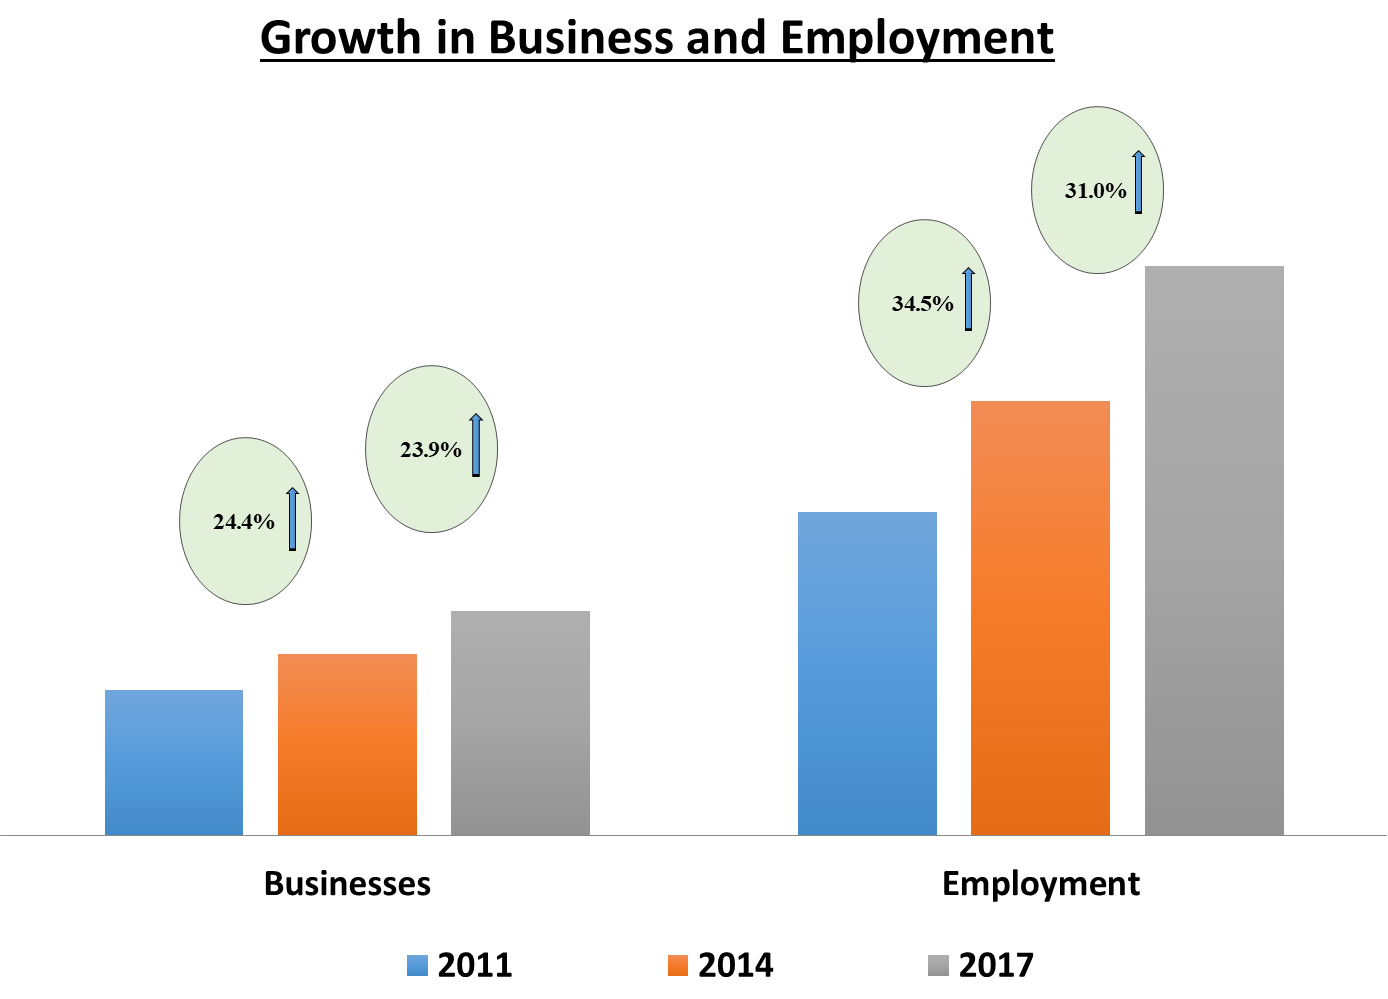 Growth in Business and Employment
31.0%
34.5%
23.9%
24.4%
Businesses
Employment
2011
2014
2017